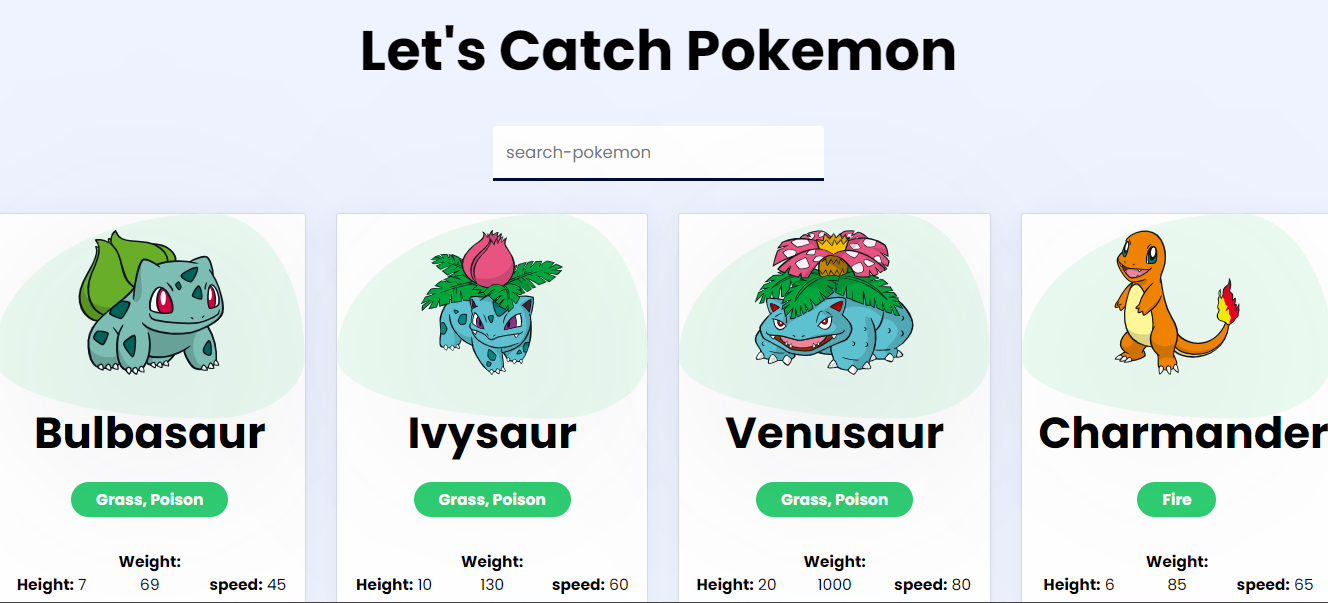 Let's Catch Pokemon
search-pokemon
Bulbasaur
Grass, Poison
Weight:
Height: 7 69 speed: 45
Ivysaur
Grass, Poison
Weight:
Height: 10 130 speed: 60
Venusaur
Grass, Poison
Weight:
Height: 20 1000 speed: 80
Charmander
Fire
Weight:
Height: 6 85 speed: 65